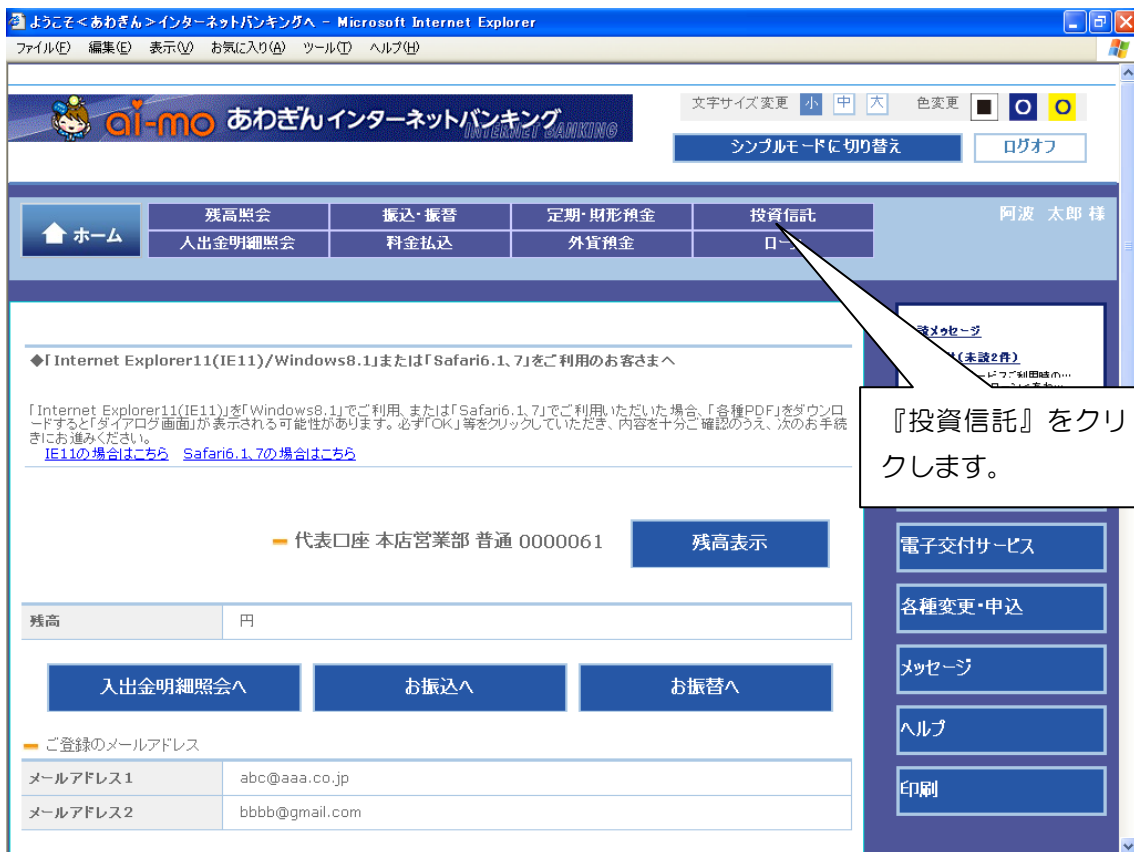 ようこそ<あわぎん>インターネットバンキングへ - Microsoft Internet Explorer
ファイル(F) 編集(E) 表示(V) お気に入り(A) ツール(T) ヘルプ(H)
ai-mo あわぎんインターネットバンキング
INTERNET BANKING
文字サイズ変更 小 中 大 色変更 ■ O O
シンプルモードに切り替え ログオフ
ホーム
残高照会 振込・振替 定期・財形預金 投資信託
入出金明細照会 料金払込 外貨預金
阿波 太郎 様
◆「Internet Explorer11(IE11)/Windows8.1」または「Safari6.1、7」をご利用のお客さまへ
「Internet Explorer11(IE11)」を「Windows8.1」でご利用、または「Safari6.1、7」でご利用いただいた場合、「各種PDF」をダウンロ
ードすると「ダイアログ画面」が表示される可能性があります。必ず「OK」等をクリックしていただき、内容を十分ご確認のうえ、次のお手続
きにお進みください。
IE11の場合はこちら Safari6.1、7の場合はこちら
メッセージ
(未読2件)
『投資信託』をクリッ
クします。
代表口座 本店営業部 普通 0000061 残高表示
残高 円
入出金明細照会へ お振込へ お振替へ
ご登録のメールアドレス
メールアドレス1 abc@aaa.co.jp
メールアドレス2 bbbb@gmail.com
電子交付サービス
各種変更・申込
メッセージ
ヘルプ
印刷